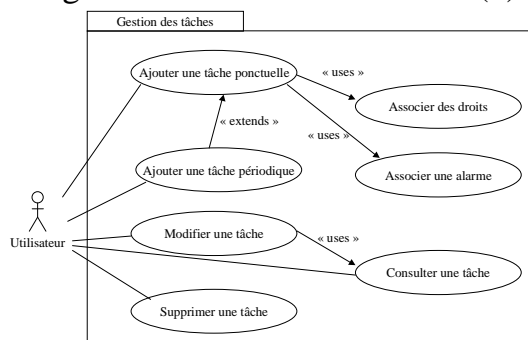 Gestion des tâches
Ajouter une tâche ponctuelle
« uses »
Associer des droits
« extends »
« uses »
Ajouter une tâche périodique
Associer une alarme
Utilisateur
Modifier une tâche
« uses »
Consulter une tâche
Supprimer une tâche